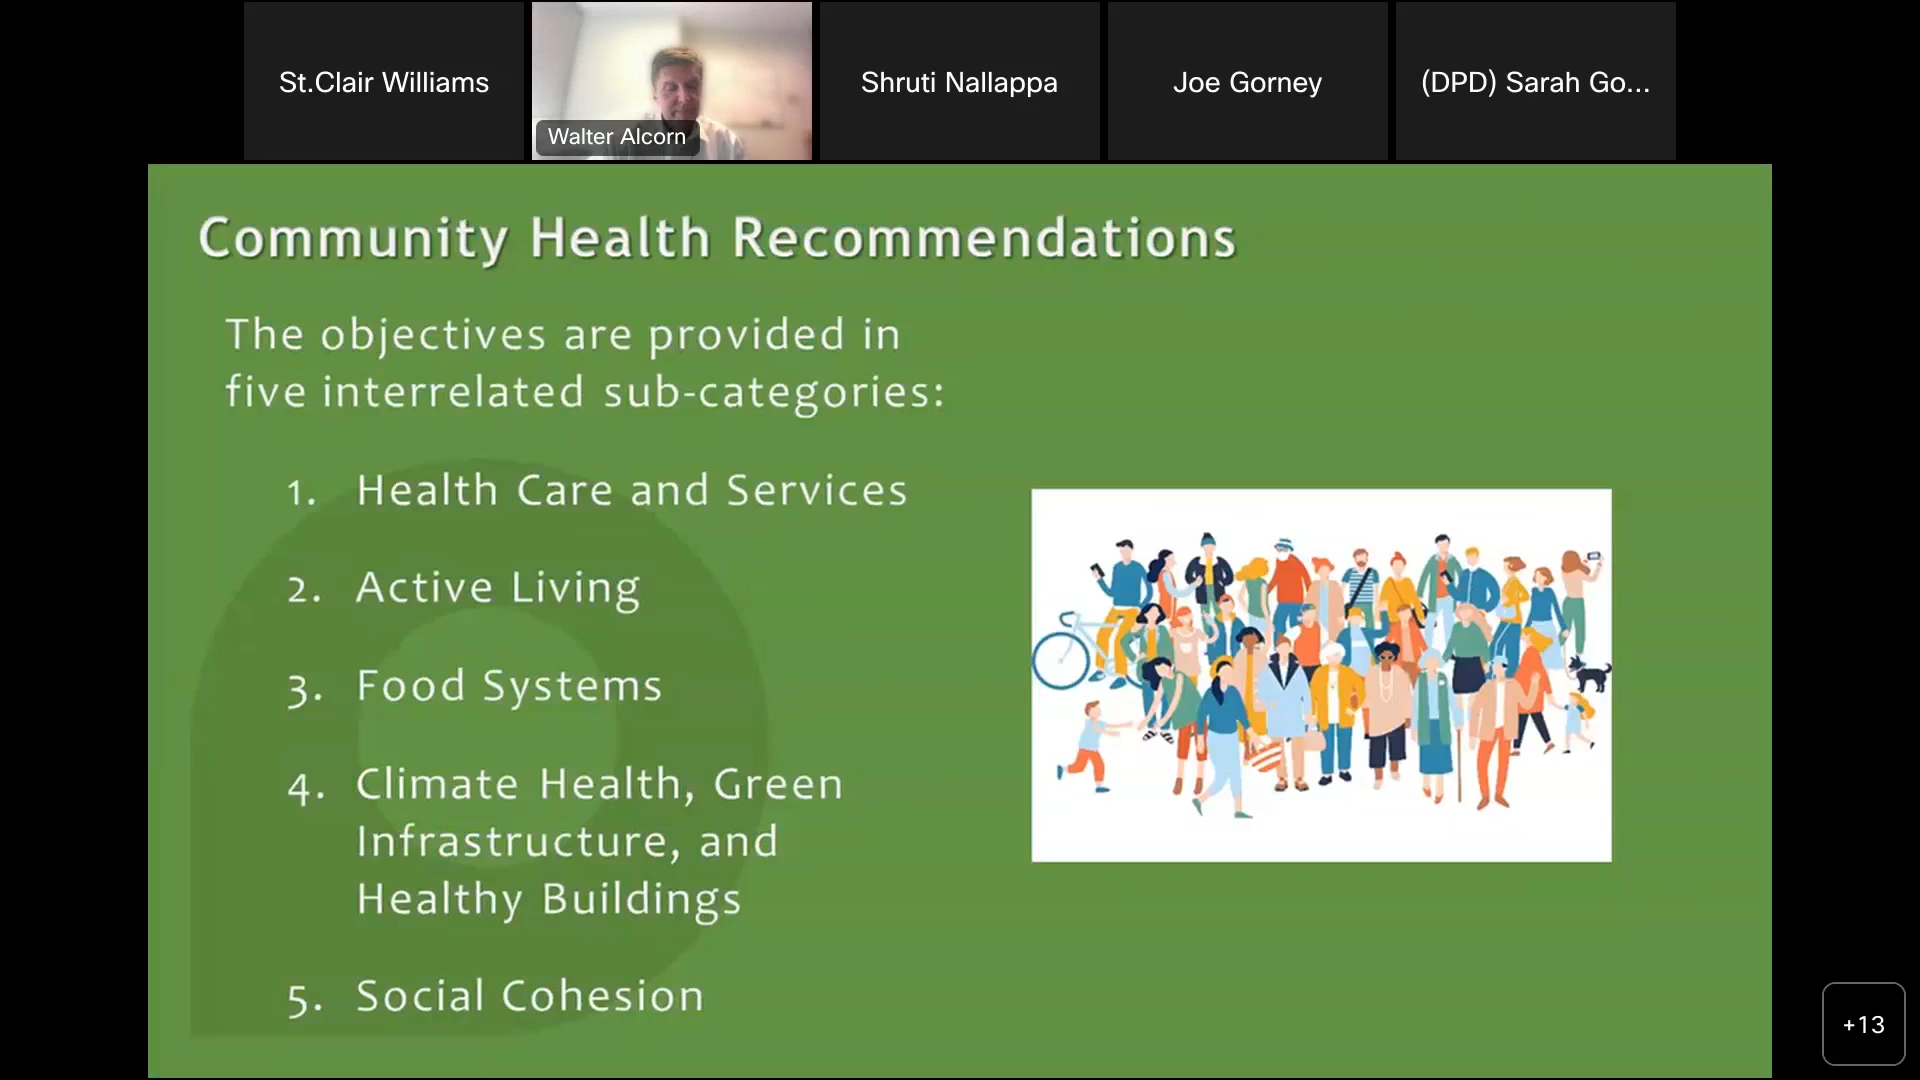 St.Clair Williams
Walter Alcorn
Shruti Nallappa
Joe Gorney
(DPD) Sarah Go...
Community Health Recommendations
The objectives are provided in
five interrelated sub-categories:
1. Health Care and Services
2. Active Living
3. Food Systems
4. Climate Health, Green
Infrastructure, and
Healthy Buildings
5. Social Cohesion
+13